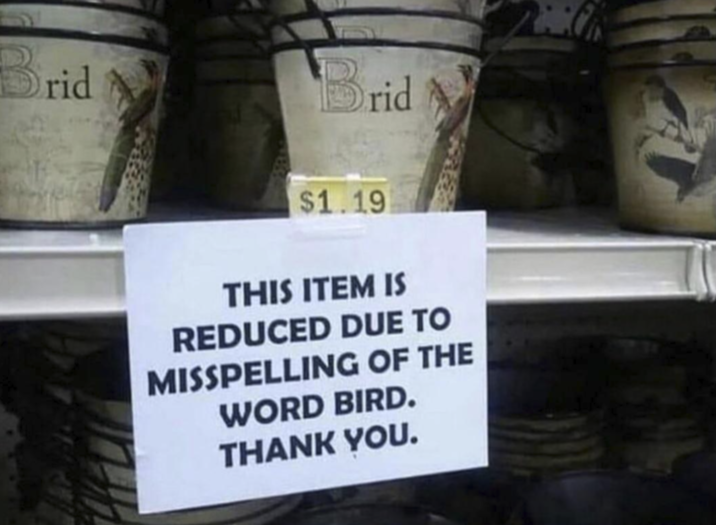 Brid
Brid
$1.19
THIS ITEM IS
REDUCED DUE TO
MISSPELLING OF THE
WORD BIRD.
THANK YOU.